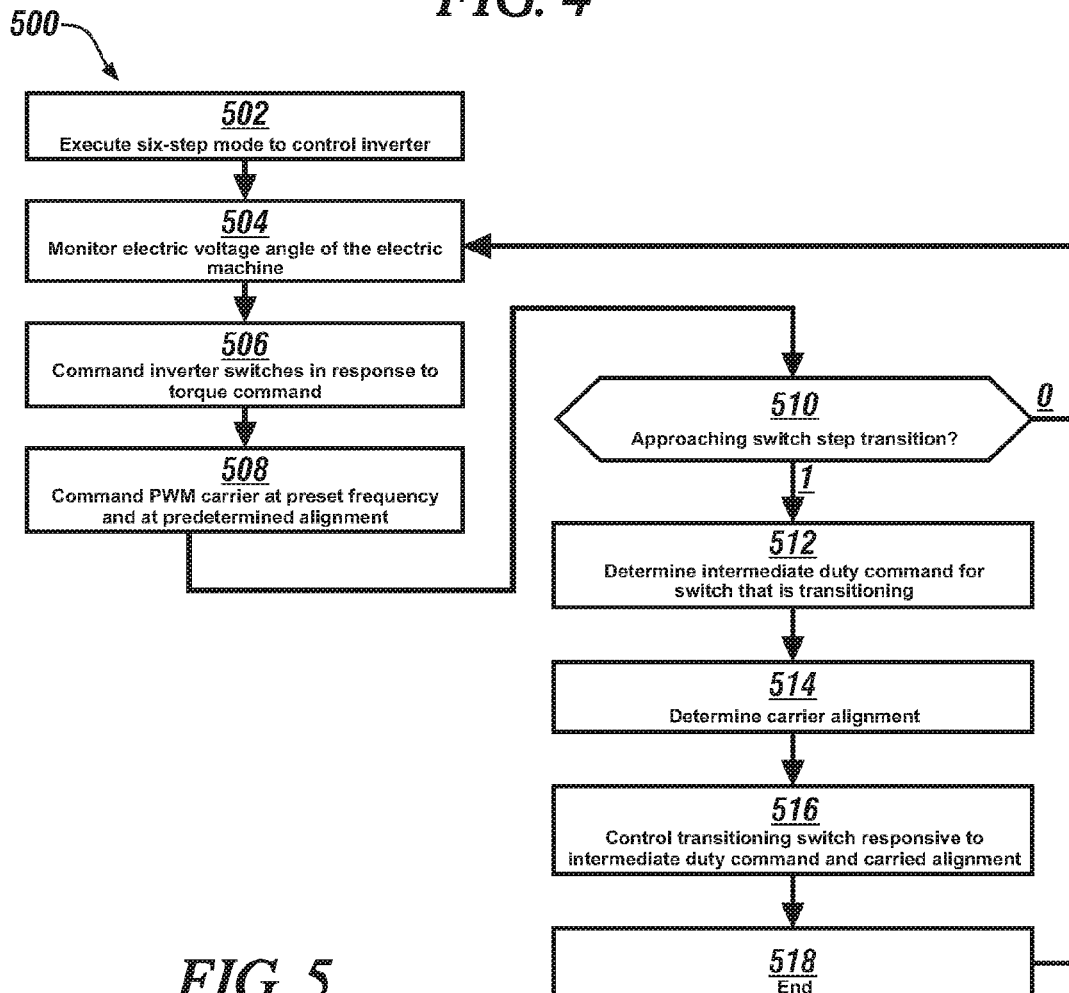 FIG. 4
500
502
Execute six-step mode to control inverter
504
Monitor electric voltage angle of the electric
machine
506
Command inverter switches in response to
torque command
508
Command PWM carrier at preset frequency
and at predetermined alignment
510
Approaching switch step transition?
0
1
512
Determine intermediate duty command for
switch that is transitioning
514
Determine carrier alignment
516
Control transitioning switch responsive to
intermediate duty command and carried alignment
518
End
FIG. 5